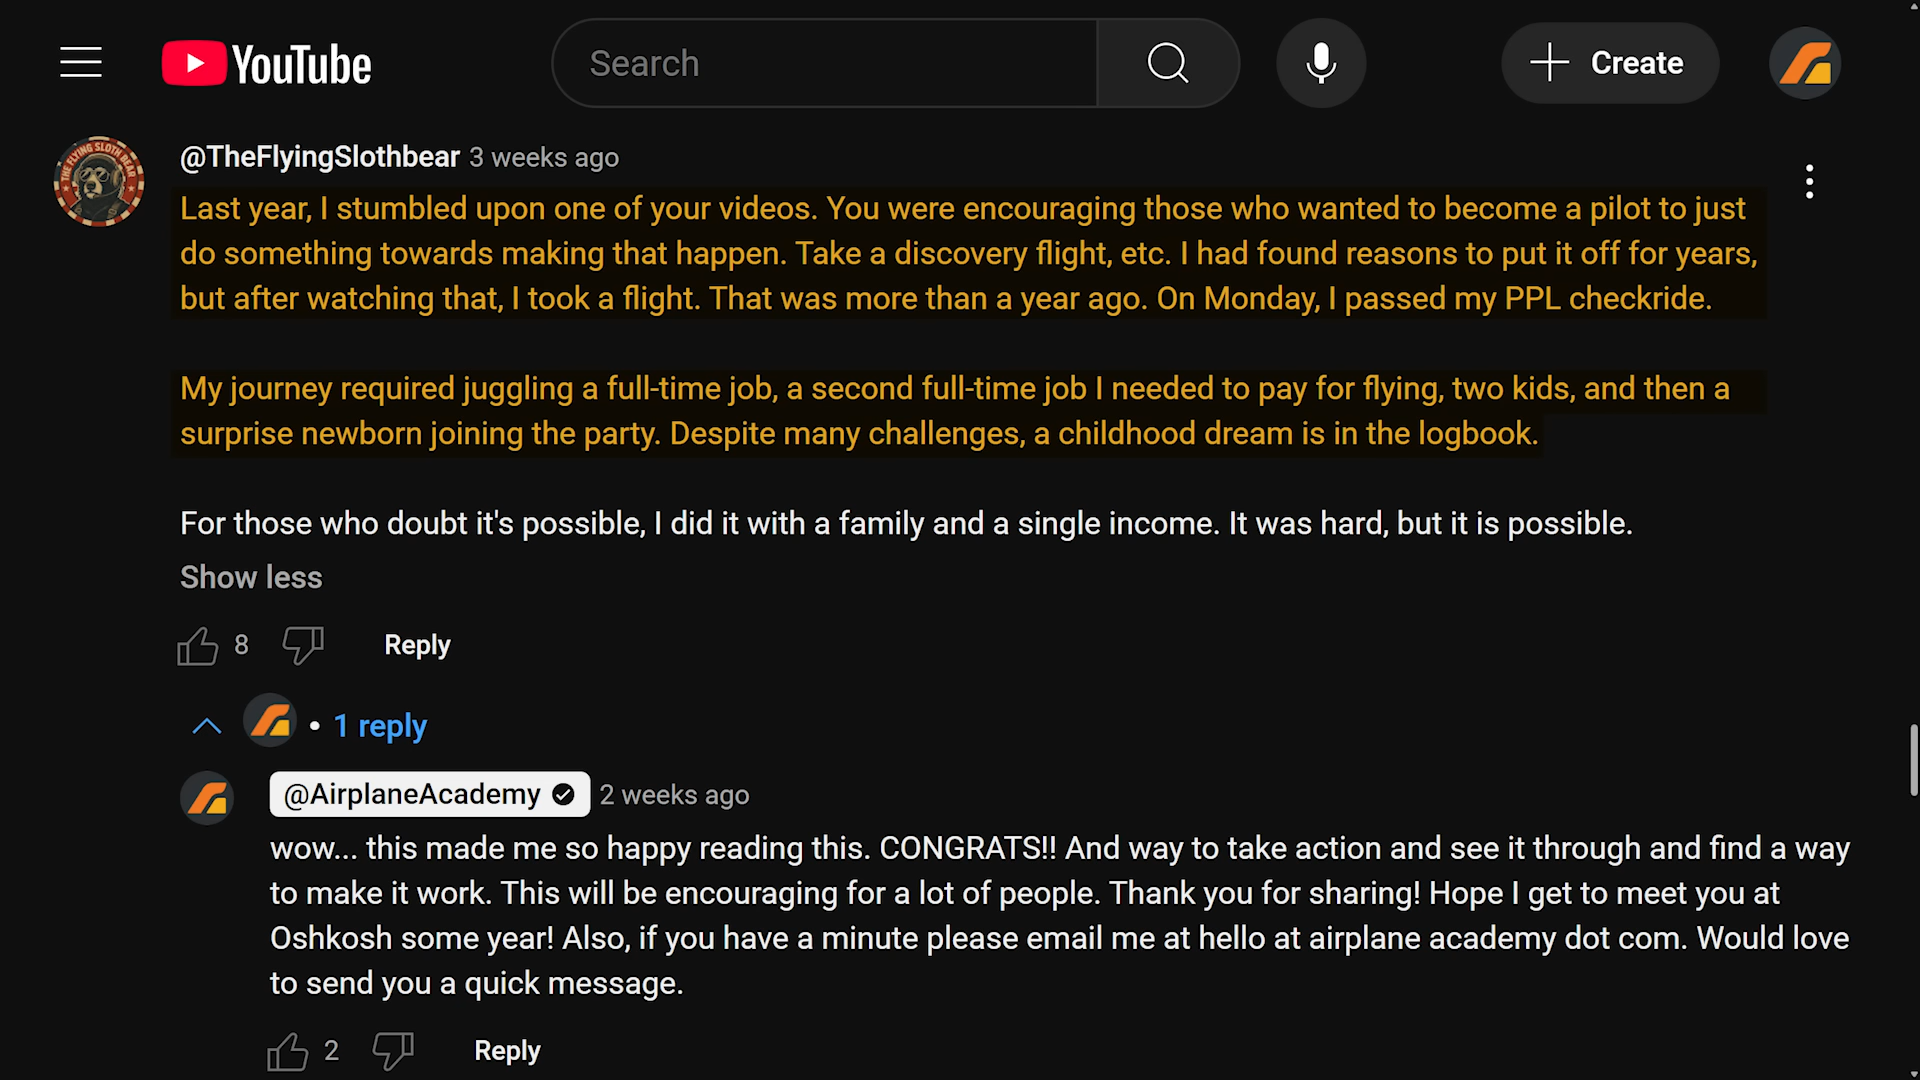 YouTube
Search
Create
THE FLYING SLOTH BEAR
@TheFlyingSlothbear 3 weeks ago
Last year, I stumbled upon one of your videos. You were encouraging those who wanted to become a pilot to just
do something towards making that happen. Take a discovery flight, etc. I had found reasons to put it off for years,
but after watching that, I took a flight. That was more than a year ago. On Monday, I passed my PPL checkride.
My journey required juggling a full-time job, a second full-time job I needed to pay for flying, two kids, and then a
surprise newborn joining the party. Despite many challenges, a childhood dream is in the logbook.
For those who doubt it's possible, I did it with a family and a single income. It was hard, but it is possible.
Show less
8 Reply
• 1 reply
@AirplaneAcademy 2 weeks ago
wow... this made me so happy reading this. CONGRATS!! And way to take action and see it through and find a way
to make it work. This will be encouraging for a lot of people. Thank you for sharing! Hope I get to meet you at
Oshkosh some year! Also, if you have a minute please email me at hello at airplane academy dot com. Would love
to send you a quick message.
2 Reply